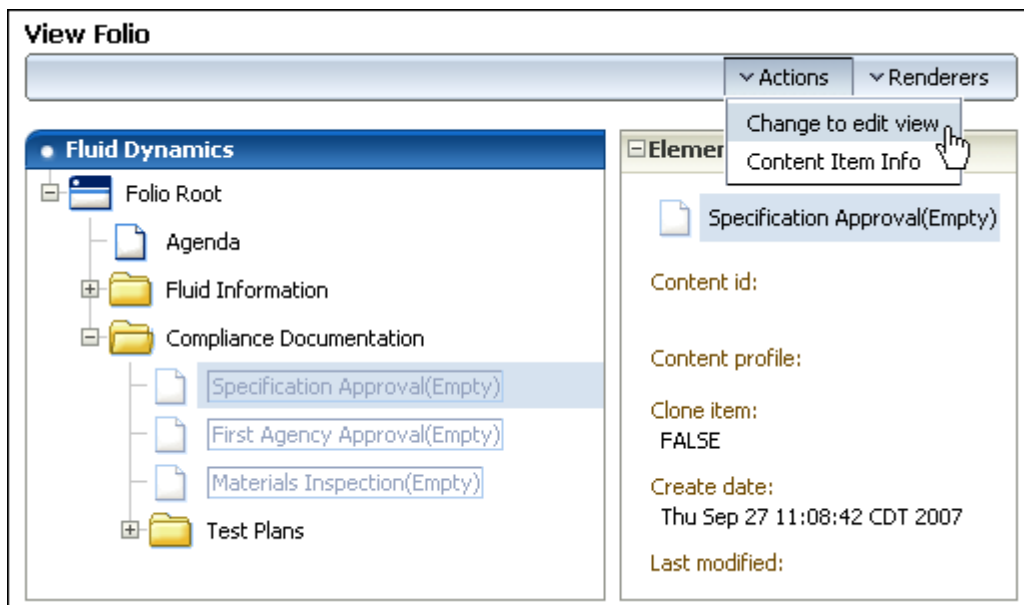 View Folio
Actions
Renderers
Change to edit view
Content Item Info
Fluid Dynamics
Folio Root
Agenda
Fluid Information
Compliance Documentation
Specification Approval(Empty)
First Agency Approval(Empty)
Materials Inspection(Empty)
Test Plans
Elemen
Specification Approval(Empty)
Content id:
Content profile:
Clone item:
FALSE
Create date:
Thu Sep 27 11:08:42 CDT 2007
Last modified: